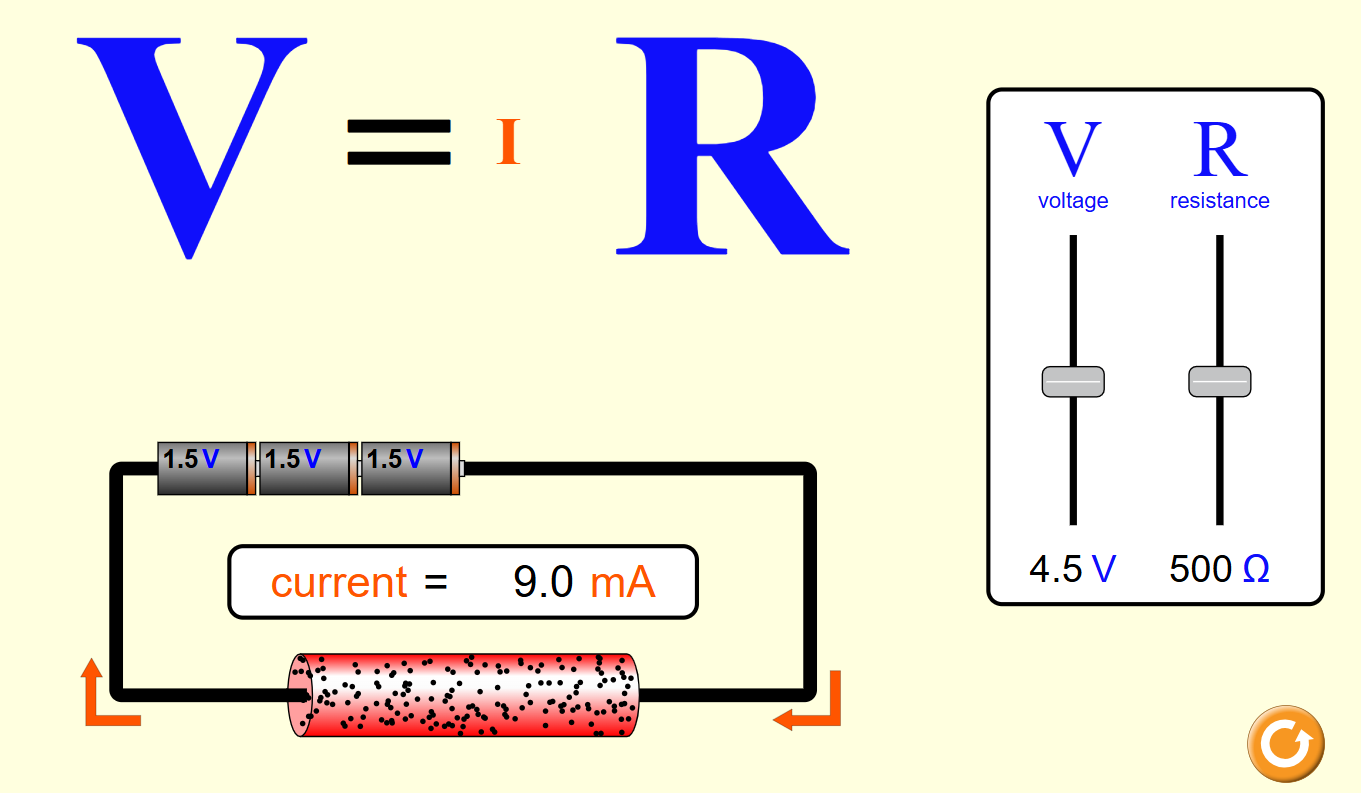 V = I R
V R
voltage resistance
1.5 V 1.5 V 1.5 V
current = 9.0 mA
4.5 V 500 Ω